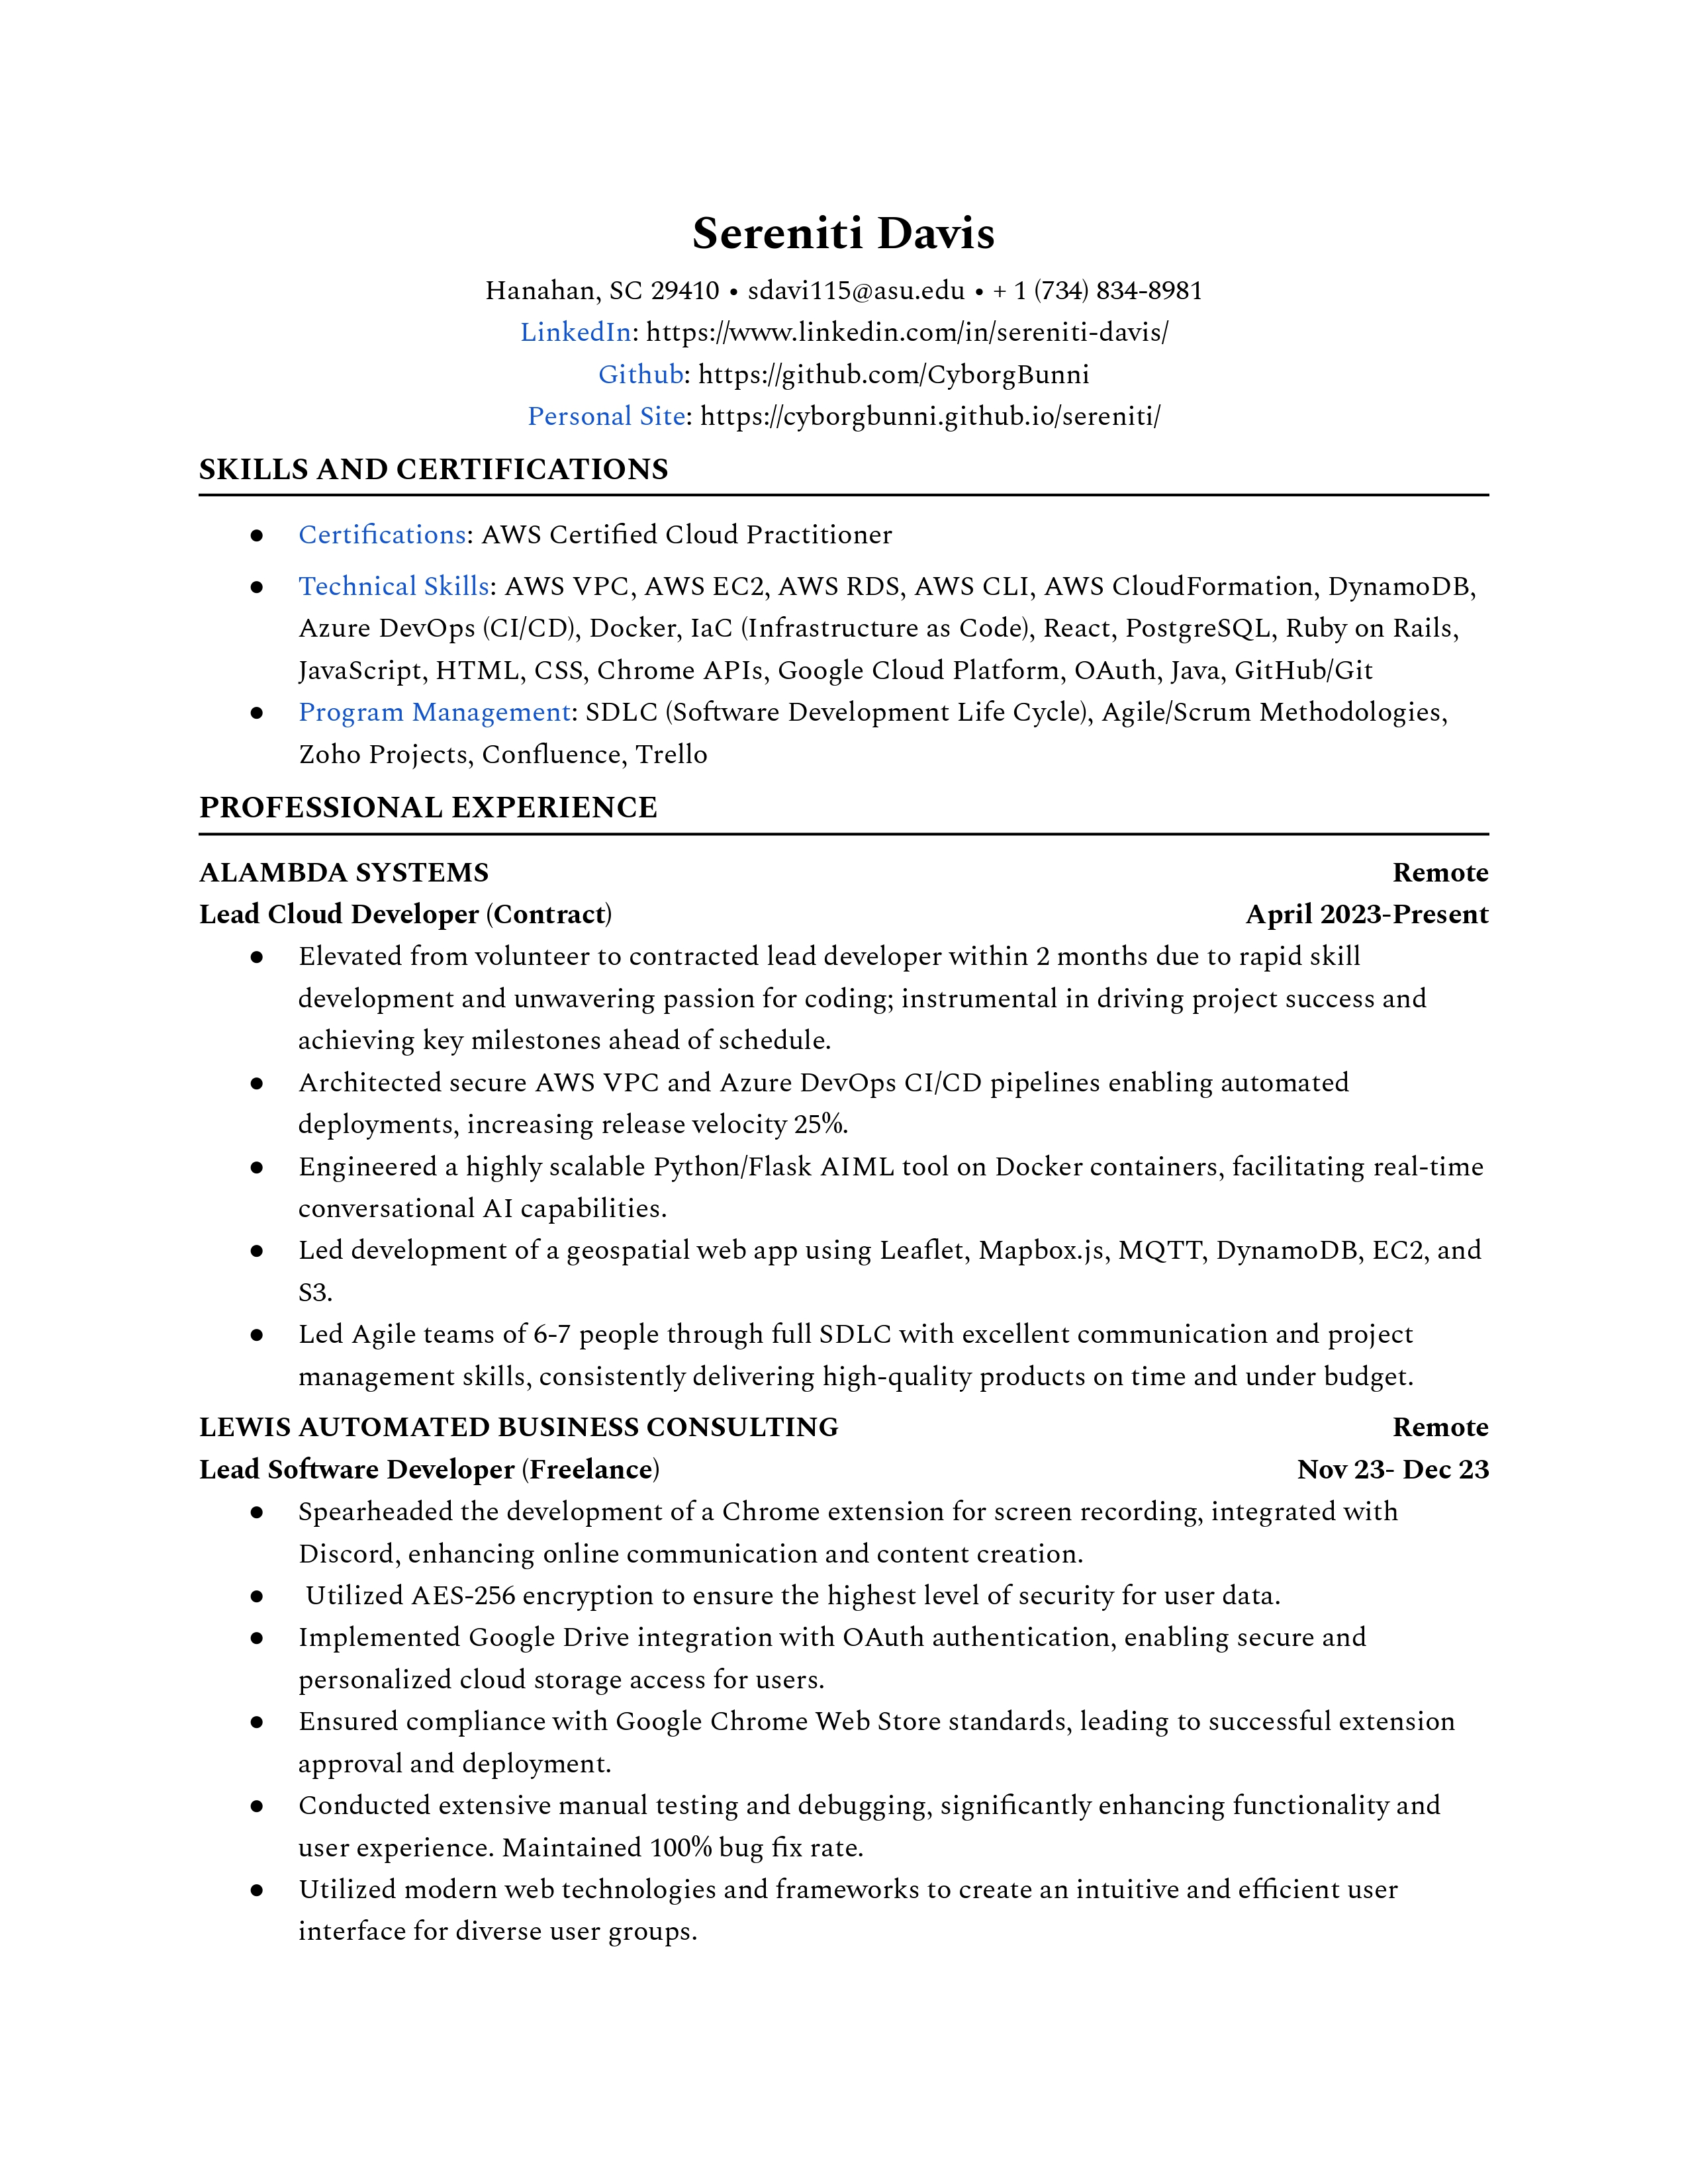 Sereniti Davis
Hanahan, SC 29410 • sdavi115@asu.edu • + 1 (734) 834-8981
LinkedIn: https://www.linkedin.com/in/sereniti-davis/
Github: https://github.com/CyborgBunni
Personal Site: https://cyborgbunni.github.io/sereniti/
SKILLS AND CERTIFICATIONS
● Certifications: AWS Certified Cloud Practitioner
● Technical Skills: AWS VPC, AWS EC2, AWS RDS, AWS CLI, AWS CloudFormation, DynamoDB,
Azure DevOps (CI/CD), Docker, IaC (Infrastructure as Code), React, PostgreSQL, Ruby on Rails,
JavaScript, HTML, CSS, Chrome APIs, Google Cloud Platform, OAuth, Java, GitHub/Git
● Program Management: SDLC (Software Development Life Cycle), Agile/Scrum Methodologies,
Zoho Projects, Confluence, Trello
PROFESSIONAL EXPERIENCE
ALAMBDA SYSTEMS Remote
Lead Cloud Developer (Contract) April 2023-Present
● Elevated from volunteer to contracted lead developer within 2 months due to rapid skill
development and unwavering passion for coding; instrumental in driving project success and
achieving key milestones ahead of schedule.
● Architected secure AWS VPC and Azure DevOps CI/CD pipelines enabling automated
deployments, increasing release velocity 25%.
● Engineered a highly scalable Python/Flask AIML tool on Docker containers, facilitating real-time
conversational AI capabilities.
● Led development of a geospatial web app using Leaflet, Mapbox.js, MQTT, DynamoDB, EC2, and
S3.
● Led Agile teams of 6-7 people through full SDLC with excellent communication and project
management skills, consistently delivering high-quality products on time and under budget.
LEWIS AUTOMATED BUSINESS CONSULTING Remote
Lead Software Developer (Freelance) Nov 23- Dec 23
● Spearheaded the development of a Chrome extension for screen recording, integrated with
Discord, enhancing online communication and content creation.
● Utilized AES-256 encryption to ensure the highest level of security for user data.
● Implemented Google Drive integration with OAuth authentication, enabling secure and
personalized cloud storage access for users.
● Ensured compliance with Google Chrome Web Store standards, leading to successful extension
approval and deployment.
● Conducted extensive manual testing and debugging, significantly enhancing functionality and
user experience. Maintained 100% bug fix rate.
● Utilized modern web technologies and frameworks to create an intuitive and efficient user
interface for diverse user groups.